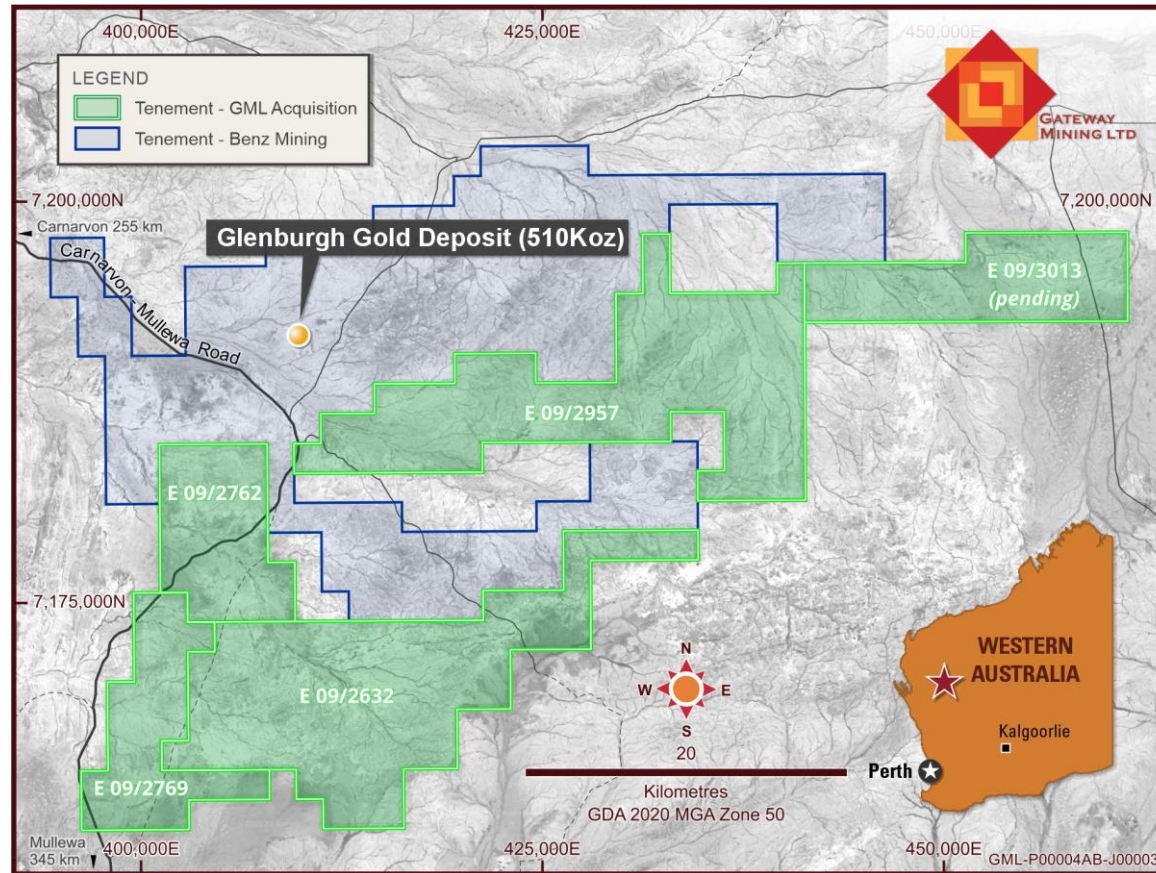 400,000E
425,000E
450,000E
LEGEND
Tenement - GML Acquisition
Tenement - Benz Mining
GATEWAY
MINING LTD
7,200,000N
7,200,000N
Carnarvon 255 km
Carnarvon - Mullewa Road
Glenburgh Gold Deposit (510Koz)
E 09/3013
(pending)
E 09/2957
E 09/2762
7,175,000N
E 09/2632
E 09/2769
N
W
E
S
20
Kilometres
GDA 2020 MGA Zone 50
WESTERN
AUSTRALIA
Kalgoorlie
Perth
Mullewa
345 km
400,000E
425,000E
450,000E
GML-P00004AB-J00003